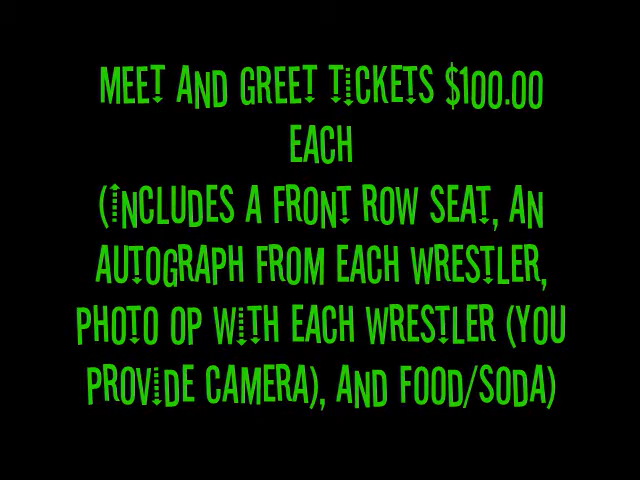 MEET AND GREET TICKETS $100.00
EACH
(INCLUDES A FRONT ROW SEAT, AN
AUTOGRAPH FROM EACH WRESTLER,
PHOTO OP WITH EACH WRESTLER (YOU
PROVIDE CAMERA), AND FOOD/SODA)